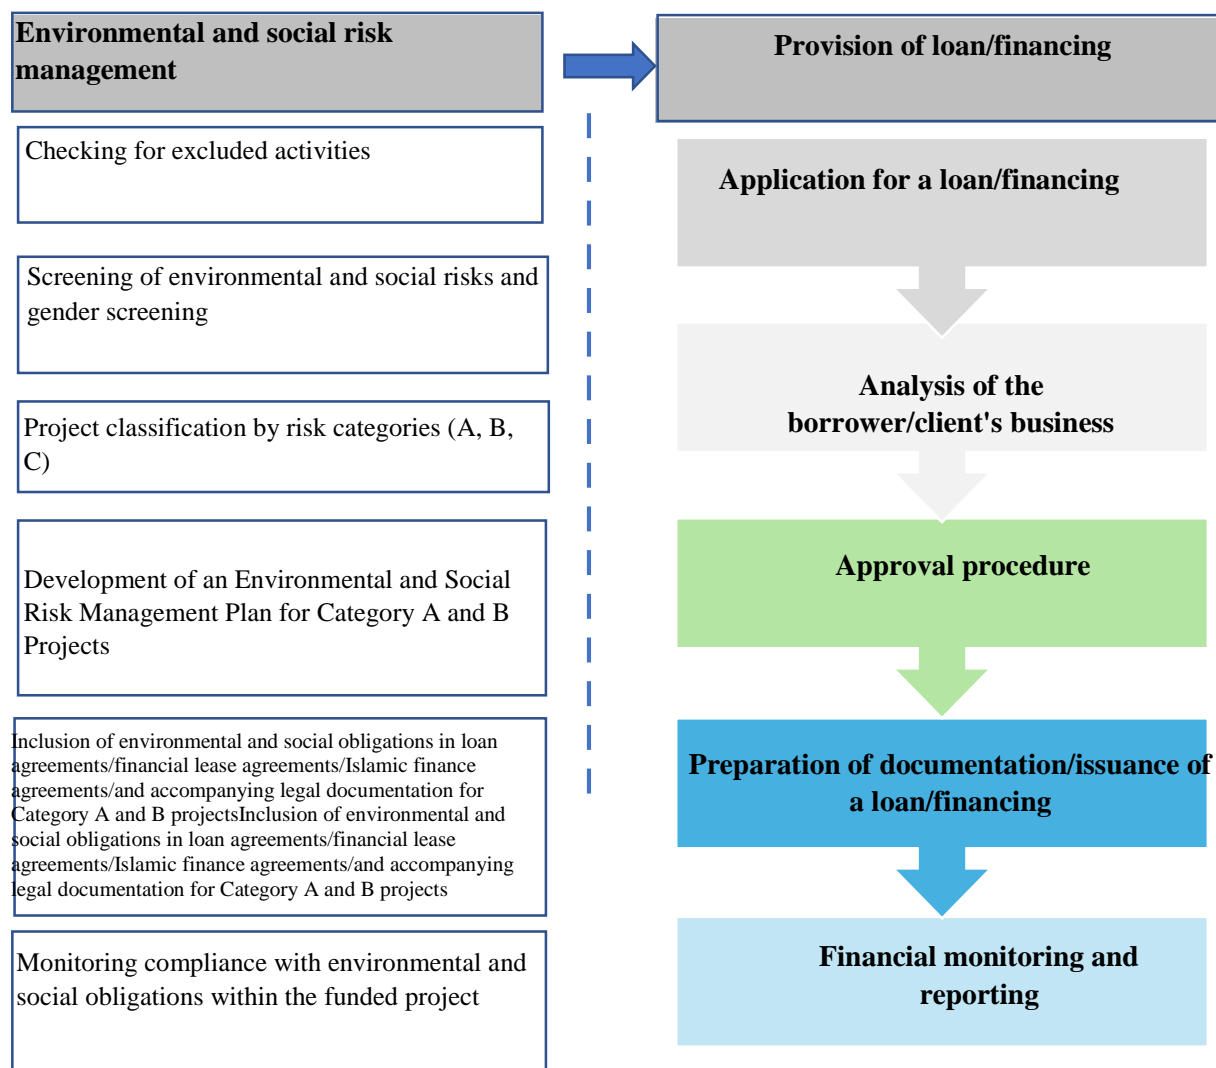 Environmental and social risk
management
Provision of loan/financing
Checking for excluded activities
Screening of environmental and social risks and
gender screening
Project classification by risk categories (A, B,
C)
Development of an Environmental and Social
Risk Management Plan for Category A and B
Projects
Inclusion of environmental and social obligations in loan
agreements/financial lease agreements/Islamic finance
agreements/and accompanying legal documentation for
Category A and B projectsInclusion of environmental and
social obligations in loan agreements/financial lease
agreements/Islamic finance agreements/and accompanying
legal documentation for Category A and B projects
Monitoring compliance with environmental and
social obligations within the funded project
Application for a loan/financing
Analysis of the
borrower/client's business
Approval procedure
Preparation of documentation/issuance of
a loan/financing
Financial monitoring and
reporting